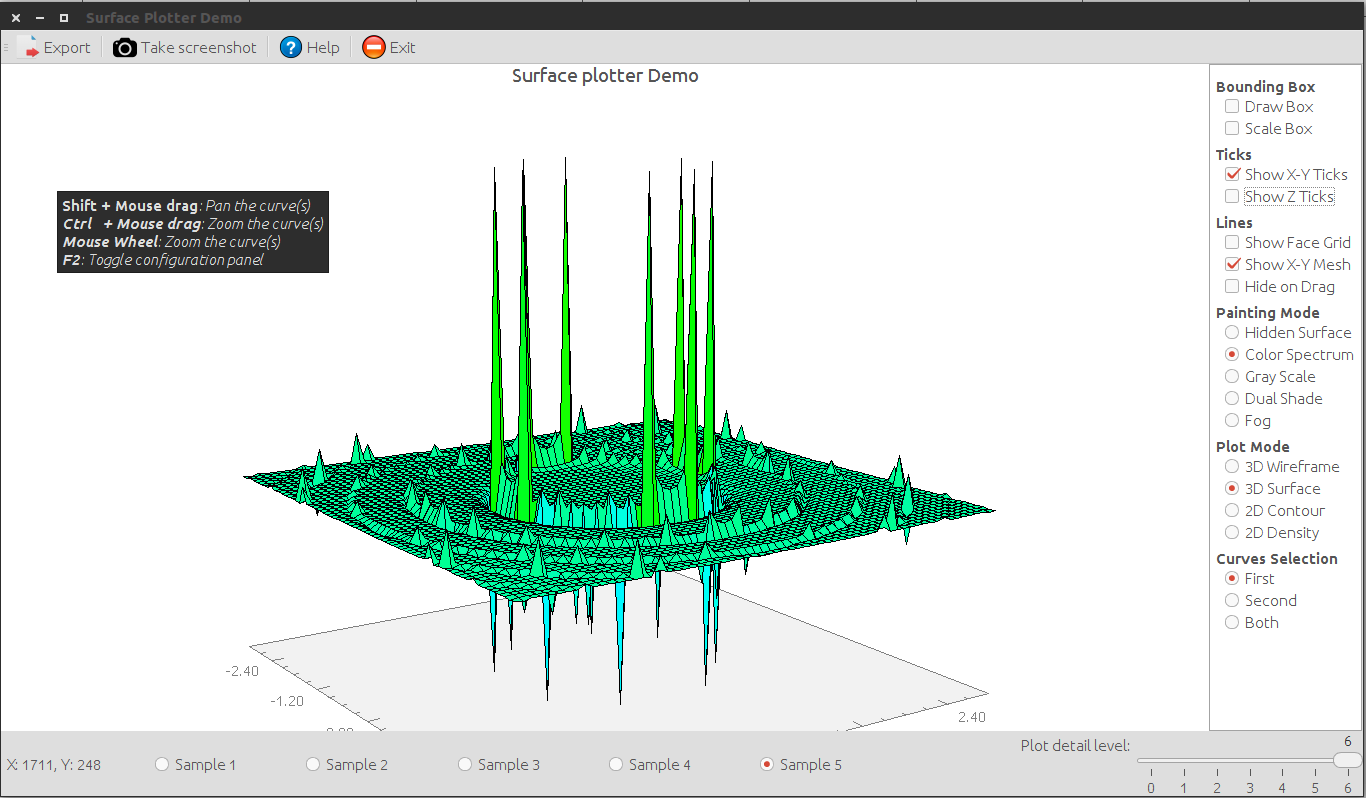 Surface Plotter Demo
Export Take screenshot Help Exit
Surface plotter Demo
Shift + Mouse drag: Pan the curve(s)
Ctrl + Mouse drag: Zoom the curve(s)
Mouse Wheel: Zoom the curve(s)
F2: Toggle configuration panel
-2.40
-1.20
2.40
Bounding Box
Draw Box
Scale Box
Ticks
Show X-Y Ticks
Show Z Ticks
Lines
Show Face Grid
Show X-Y Mesh
Hide on Drag
Painting Mode
Hidden Surface
Color Spectrum
Gray Scale
Dual Shade
Fog
Plot Mode
3D Wireframe
3D Surface
2D Contour
2D Density
Curves Selection
First
Second
Both
X: 1711, Y: 248 Sample 1 Sample 2 Sample 3 Sample 4 Sample 5
Plot detail level:
6
0 1 2 3 4 5 6